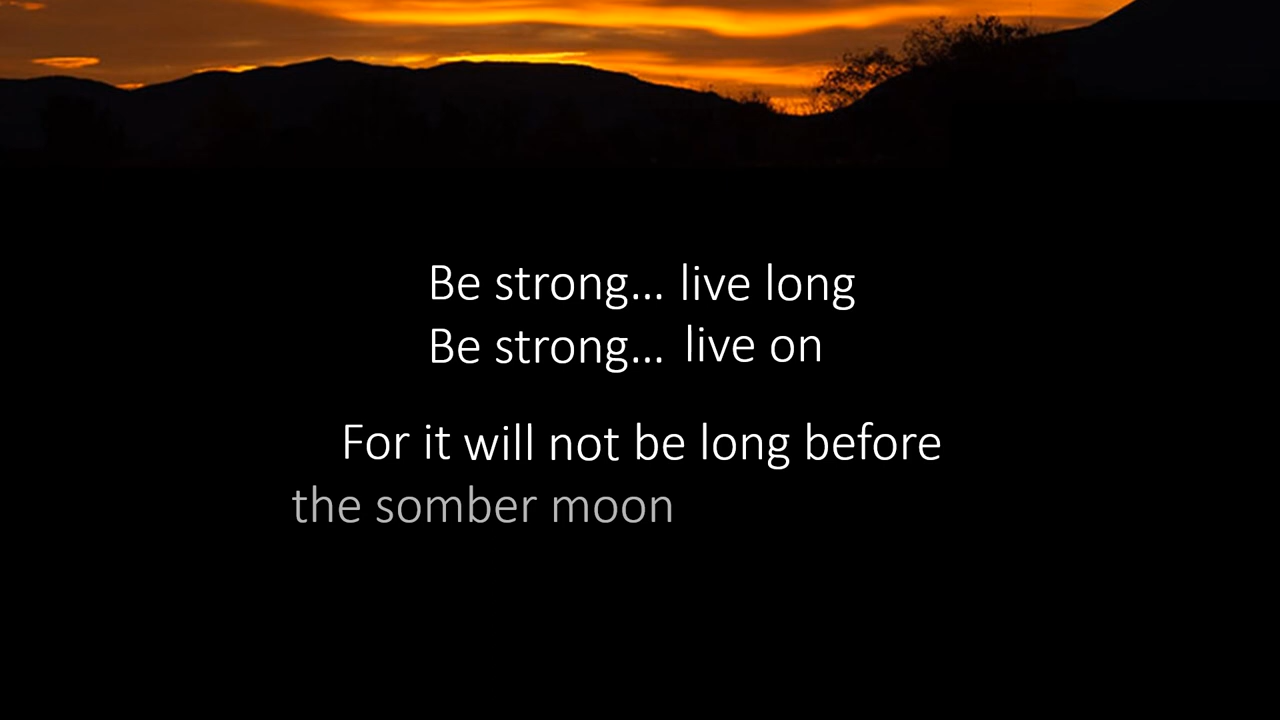 Be strong... live long
Be strong... live on
For it will not be long before
the somber moon